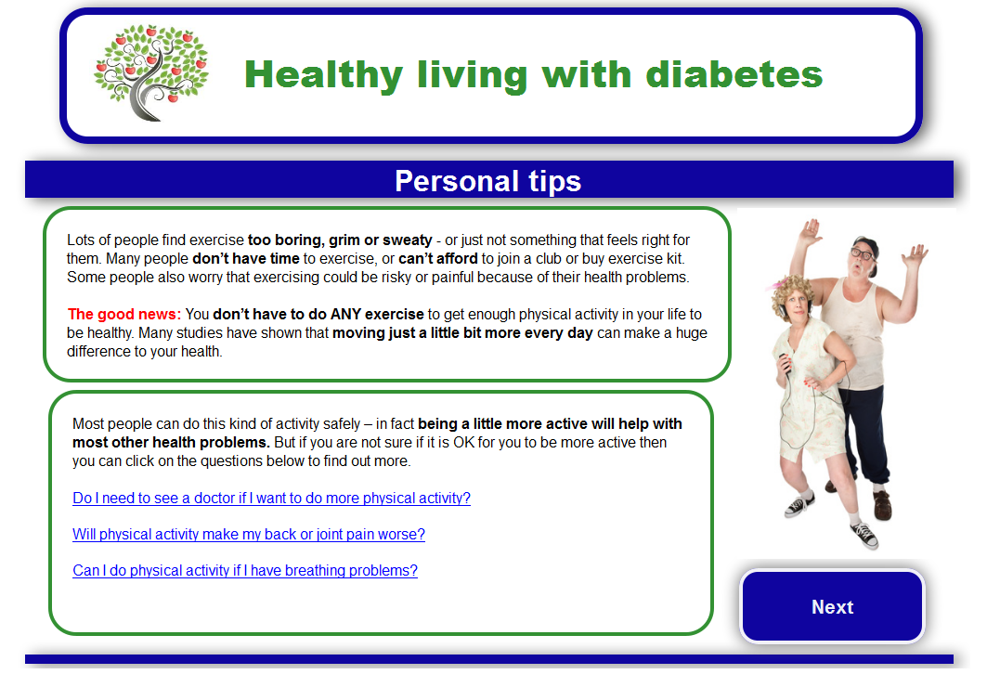 Healthy living with diabetes
Personal tips
Lots of people find exercise too boring, grim or sweaty - or just not something that feels right for
them. Many people don’t have time to exercise, or can’t afford to join a club or buy exercise kit.
Some people also worry that exercising could be risky or painful because of their health problems.
The good news: You don’t have to do ANY exercise to get enough physical activity in your life to
be healthy. Many studies have shown that moving just a little bit more every day can make a huge
difference to your health.
Most people can do this kind of activity safely – in fact being a little more active will help with
most other health problems. But if you are not sure if it is OK for you to be more active then
you can click on the questions below to find out more.
Do I need to see a doctor if I want to do more physical activity?
Will physical activity make my back or joint pain worse?
Can I do physical activity if I have breathing problems?
Next